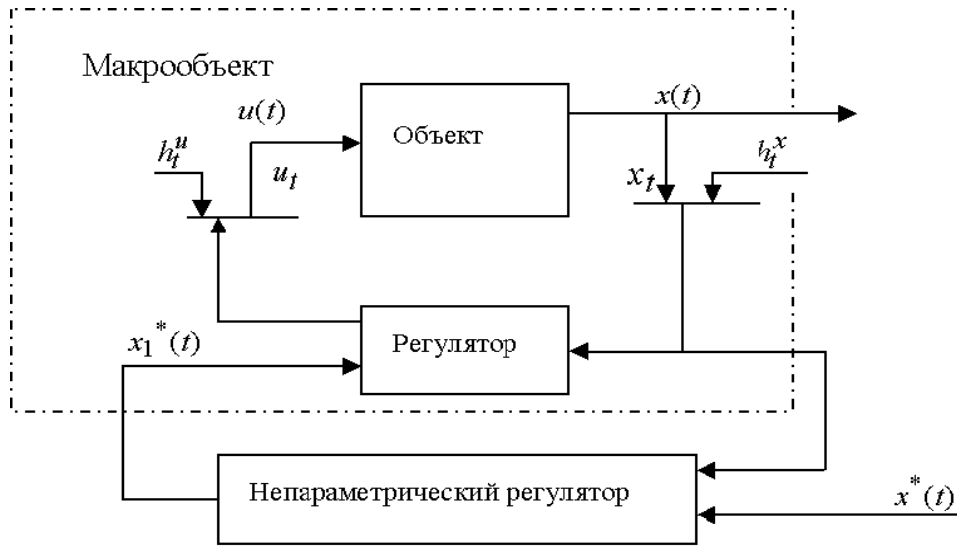 Макрообъект
u(t)
x(t)
Объект
h_t^u
u_t
x_t
h_t^x
x_1^*(t)
Регулятор
Непараметрический регулятор
x^*(t)